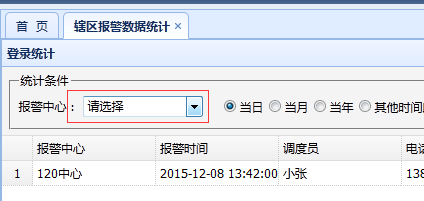 首 页 辖区报警数据统计 ×
登录统计
统计条件
报警中心: 请选择 当日 当月 当年 其他时间
报警中心 报警时间 调度员 电话
1 120中心 2015-12-08 13:42:00 小张 138